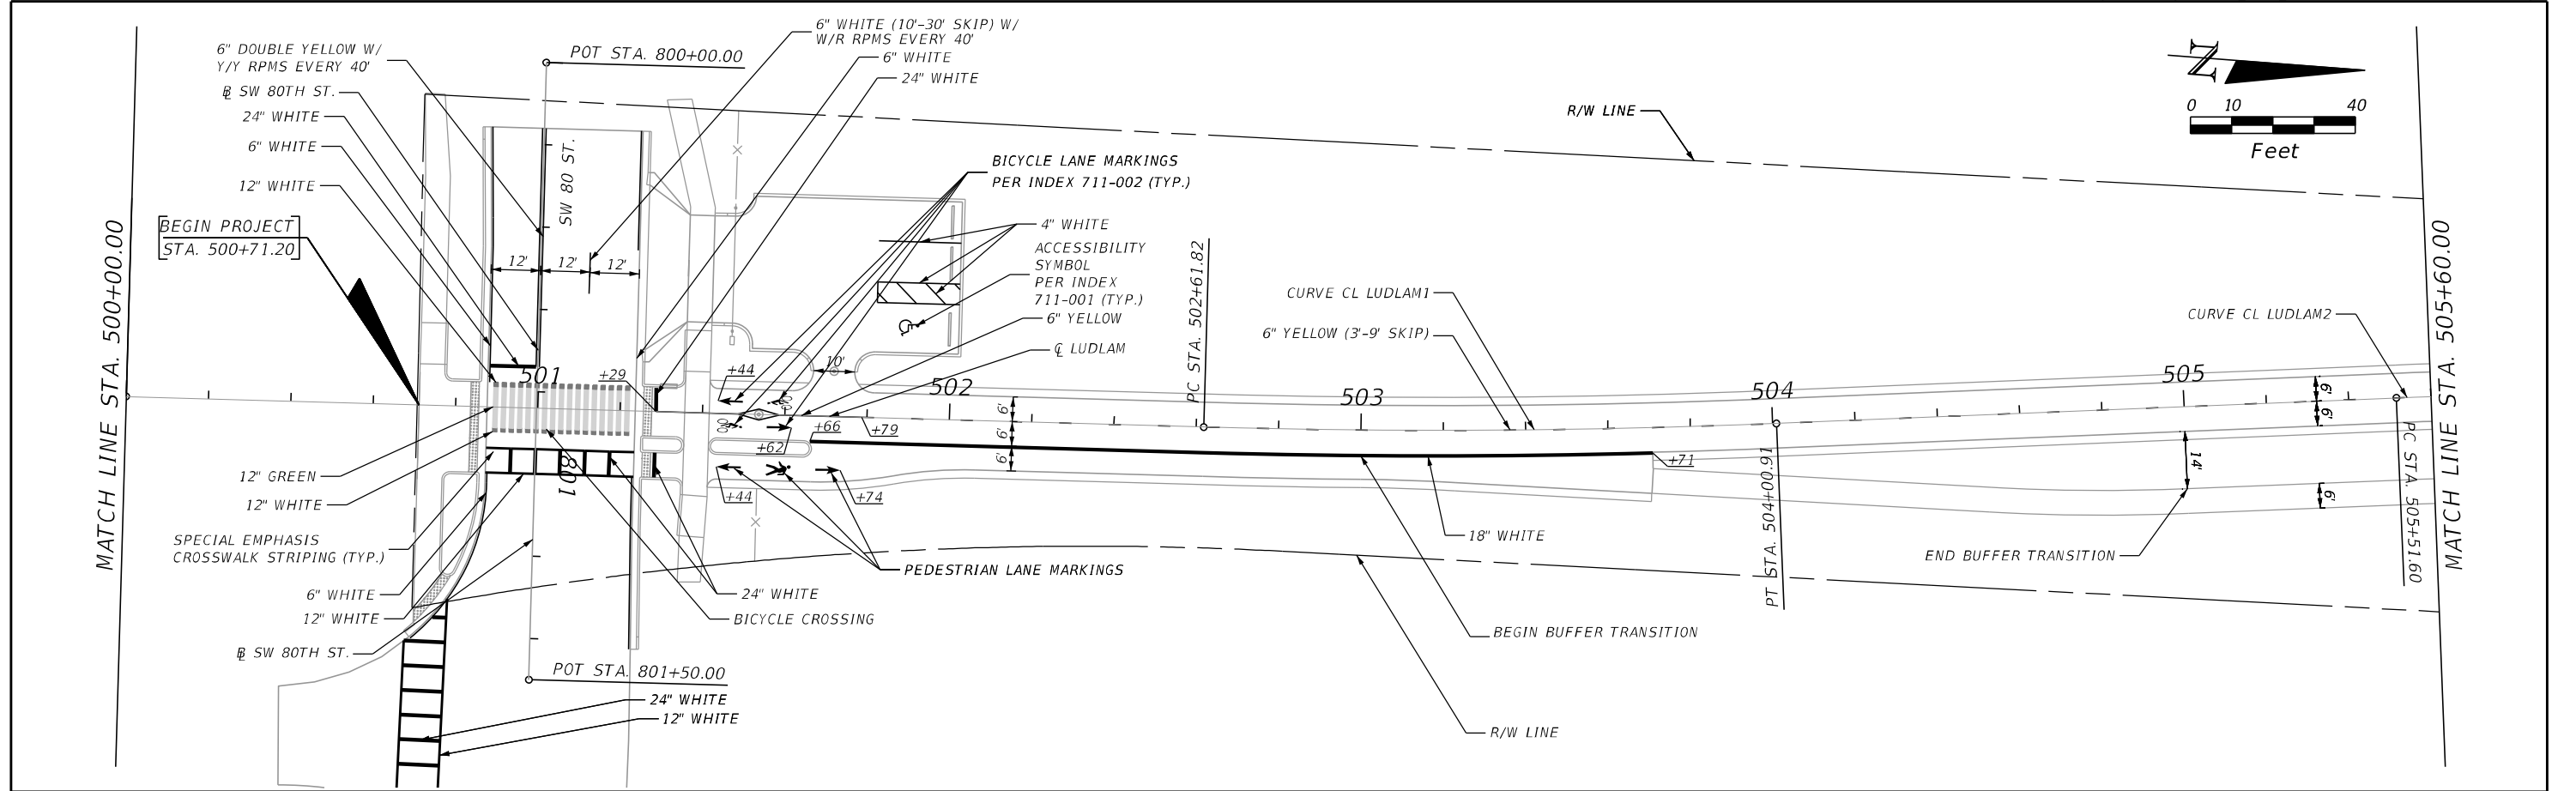 MATCH LINE STA. 500+00.00
6" DOUBLE YELLOW W/
Y/Y RPMS EVERY 40'
℄ SW 80TH ST.
24" WHITE
6" WHITE
12" WHITE
BEGIN PROJECT
STA. 500+71.20
12" GREEN
12" WHITE
SPECIAL EMPHASIS
CROSSWALK STRIPING (TYP.)
6" WHITE
12" WHITE
℄ SW 80TH ST.
POT STA. 800+00.00
SW 80 ST.
12'
12'
12'
501
801
POT STA. 801+50.00
24" WHITE
12" WHITE
6" WHITE (10'-30' SKIP) W/
W/R RPMS EVERY 40'
6" WHITE
24" WHITE
BICYCLE LANE MARKINGS
PER INDEX 711-002 (TYP.)
4" WHITE
ACCESSIBILITY
SYMBOL
PER INDEX
711-001 (TYP.)
6" YELLOW
℄ LUDLAM
10'
+29
+44
+66
+62
+79
+44
+74
502
6'
6'
6'
24" WHITE
BICYCLE CROSSING
PEDESTRIAN LANE MARKINGS
PC STA. 502+61.82
R/W LINE
CURVE CL LUDLAM1
6" YELLOW (3'-9' SKIP)
503
18" WHITE
BEGIN BUFFER TRANSITION
R/W LINE
+71
504
PT STA. 504+00.91
END BUFFER TRANSITION
505
CURVE CL LUDLAM2
6'
6'
14'
6'
PC STA. 505+51.60
N
0 10 40
Feet
MATCH LINE STA. 505+60.00